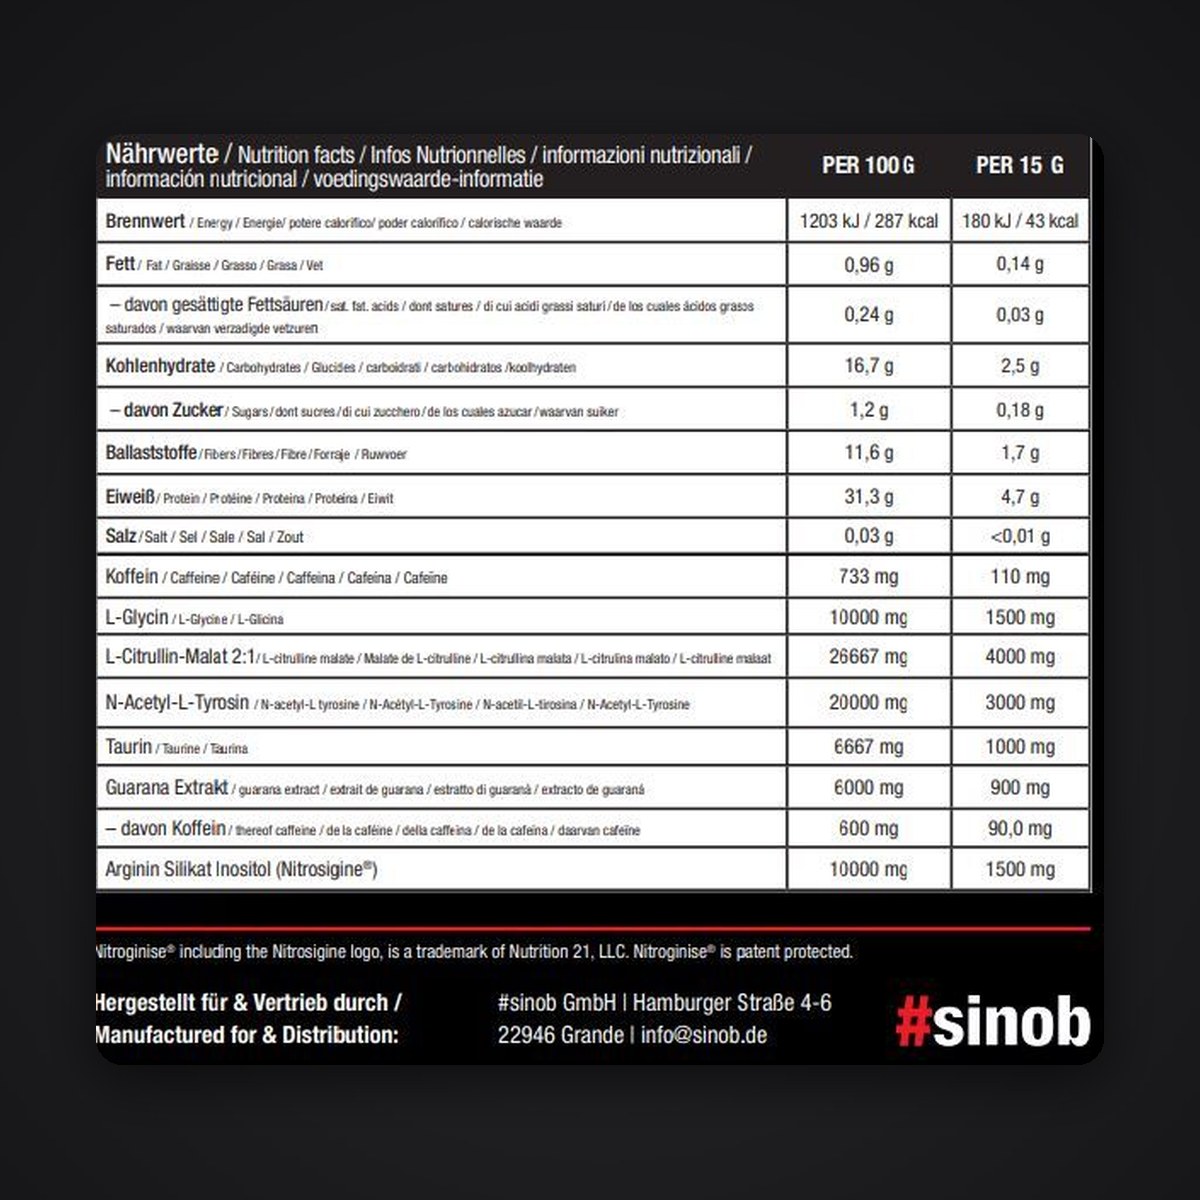 Nährwerte / Nutrition facts / Infos Nutrionnelles / informazioni nutrizionali /
información nutricional / voedingswaarde-informatie
PER 100 G PER 15 G
Brennwert / Energy / Energie/ potere calorifico/ poder calorífico / calorische waarde 1203 kJ / 287 kcal 180 kJ / 43 kcal
Fett / Fat / Graisse / Grasso / Grasa / Vet 0,96 g 0,14 g
– davon gesättigte Fettsäuren / sat. fat. acids / dont satures / di cui acidi grassi saturi / de los cuales ácidos grasos
saturados / waarvan verzadigde vetzuren 0,24 g 0,03 g
Kohlenhydrate / Carbohydrates / Glucides / carboidrati / carbohidratos /koolhydraten 16,7 g 2,5 g
– davon Zucker / Sugars / dont sucres / di cui zucchero / de los cuales azucar / waarvan suiker 1,2 g 0,18 g
Ballaststoffe / Fibers / Fibres / Fibre / Forraje / Ruwvoer 11,6 g 1,7 g
Eiweiß / Protein / Protéine / Proteina / Proteína / Eiwit 31,3 g 4,7 g
Salz / Salt / Sel / Sale / Sal / Zout 0,03 g <0,01 g
Koffein / Caffeine / Caféine / Caffeina / Cafeína / Cafeïne 733 mg 110 mg
L-Glycin / L-Glycine / L-Glicina 10000 mg 1500 mg
L-Citrullin-Malat 2:1 / L-citrulline malate / Malate de L-citrulline / L-citrullina malata / L-citrulina malato / L-citrulline malaat 26667 mg 4000 mg
N-Acetyl-L-Tyrosin / N-acetyl-L tyrosine / N-Acétyl-L-Tyrosine / N-acetil-L-tirosina / N-Acetyl-L-Tyrosine 20000 mg 3000 mg
Taurin / Taurine / Taurina 6667 mg 1000 mg
Guarana Extrakt / guarana extract / extrait de guarana / estratto di guaranà / extracto de guaraná 6000 mg 900 mg
– davon Koffein / thereof caffeine / de la caféine / della caffeina / de la cafeína / daarvan cafeïne 600 mg 90,0 mg
Arginin Silikat Inositol (Nitrosigine®) 10000 mg 1500 mg
Nitroginise® including the Nitrosigine logo, is a trademark of Nutrition 21, LLC. Nitroginise® is patent protected.
Hergestellt für & Vertrieb durch /
Manufactured for & Distribution:
#sinob GmbH | Hamburger Straße 4-6
22946 Grande | info@sinob.de
#sinob